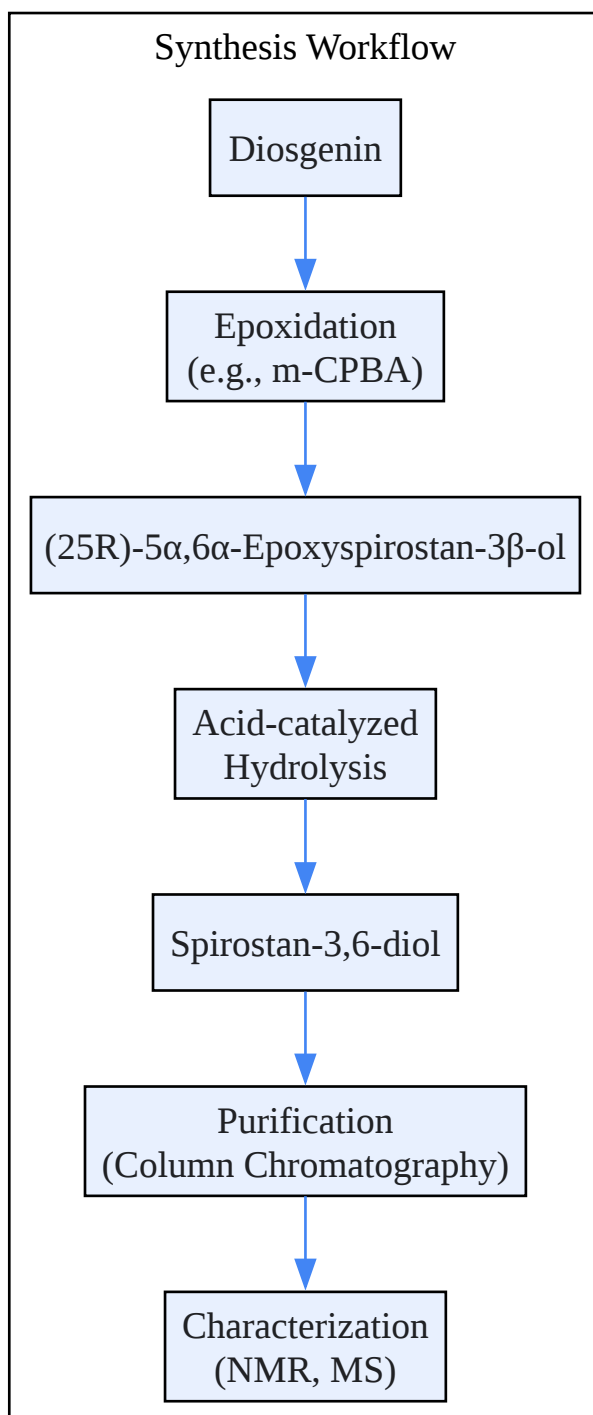 Synthesis Workflow
Diosgenin
Epoxidation
(e.g., m-CPBA)
(25R)-5α,6α-Epoxyspirostan-3β-ol
Acid-catalyzed
Hydrolysis
Spirostan-3,6-diol
Purification
(Column Chromatography)
Characterization
(NMR, MS)